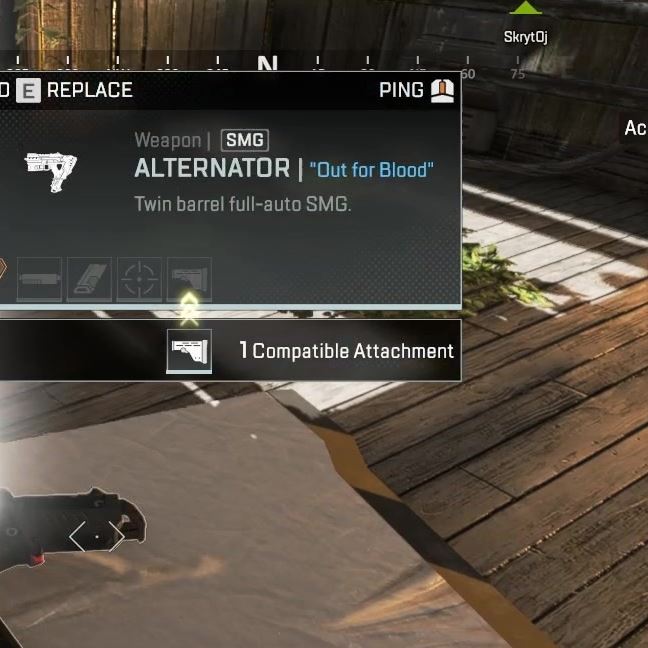 SkrytOj
N
60
75
E REPLACE
PING
Ac
Weapon | SMG
ALTERNATOR | "Out for Blood"
Twin barrel full-auto SMG.
1 Compatible Attachment